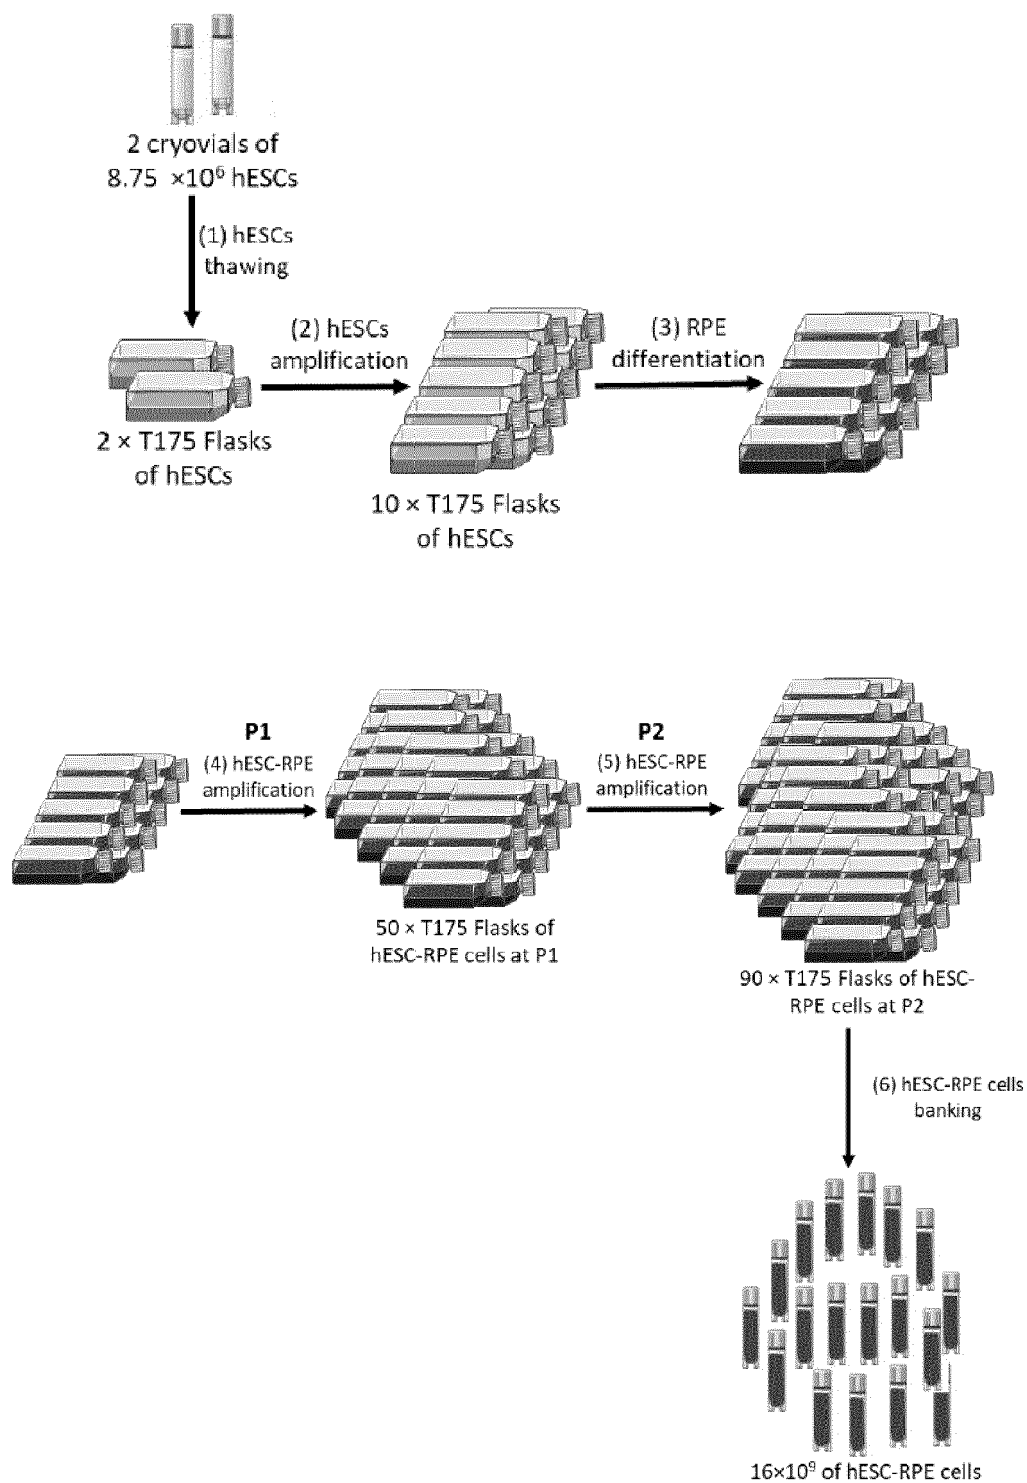 2 cryovials of
8.75 ×10⁶ hESCs
(1) hESCs
thawing
2 × T175 Flasks
of hESCs
(2) hESCs
amplification
10 × T175 Flasks
of hESCs
(3) RPE
differentiation
P1
(4) hESC-RPE
amplification
50 × T175 Flasks of
hESC-RPE cells at P1
P2
(5) hESC-RPE
amplification
90 × T175 Flasks of hESC-
RPE cells at P2
(6) hESC-RPE cells
banking
16×10⁹ of hESC-RPE cells